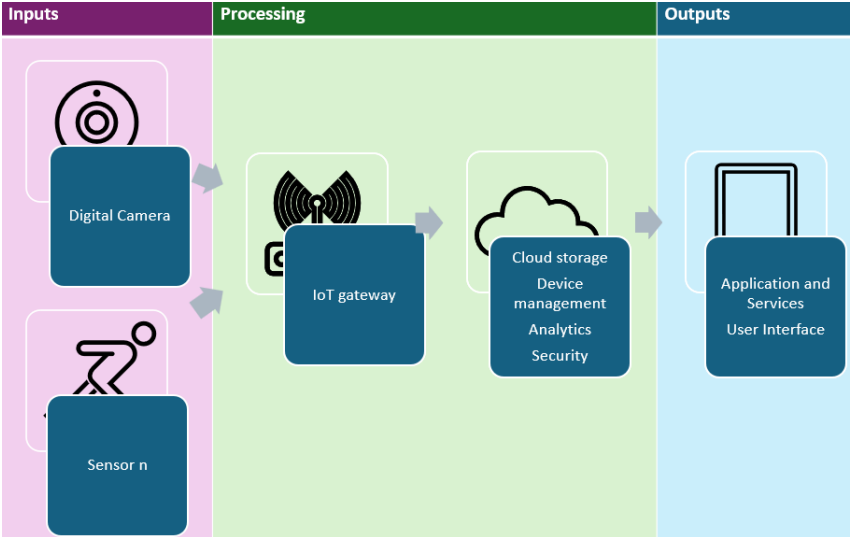 Inputs
Processing
Outputs
Digital Camera
Sensor n
IoT gateway
Cloud storage
Device
management
Analytics
Security
Application and
Services
User Interface